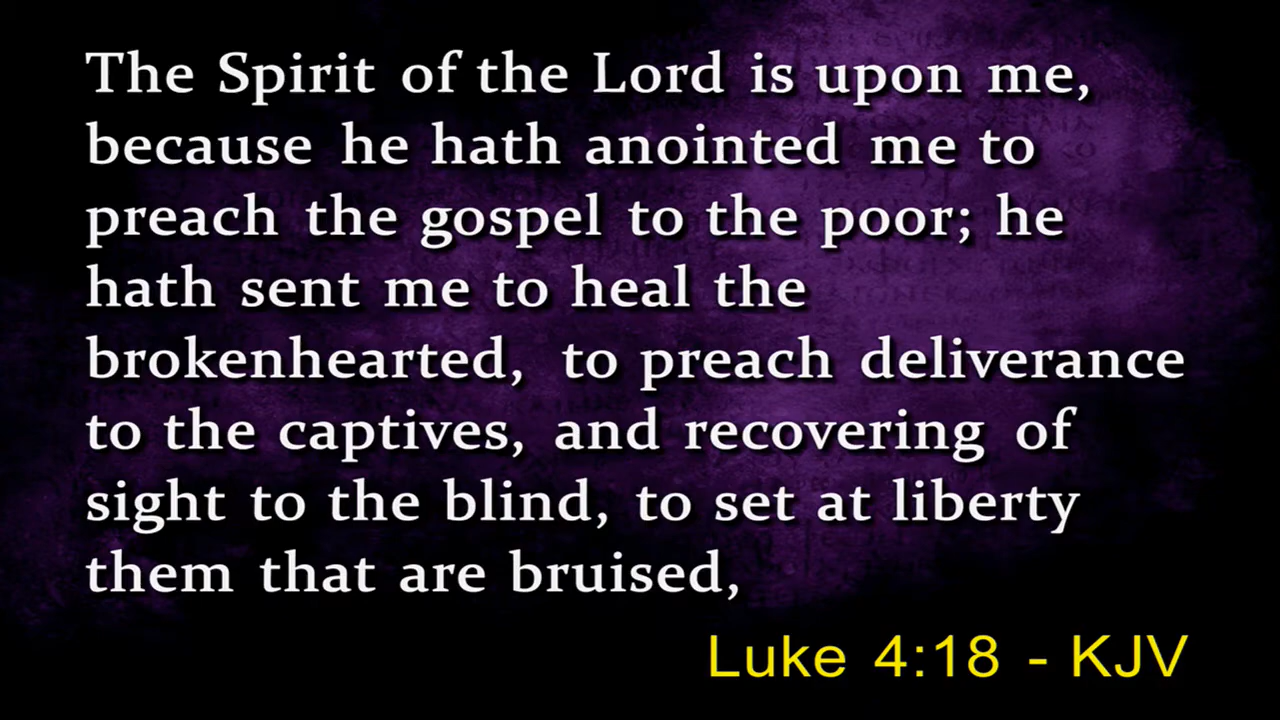 The Spirit of the Lord is upon me,
because he hath anointed me to
preach the gospel to the poor; he
hath sent me to heal the
brokenhearted, to preach deliverance
to the captives, and recovering of
sight to the blind, to set at liberty
them that are bruised,
Luke 4:18 - KJV